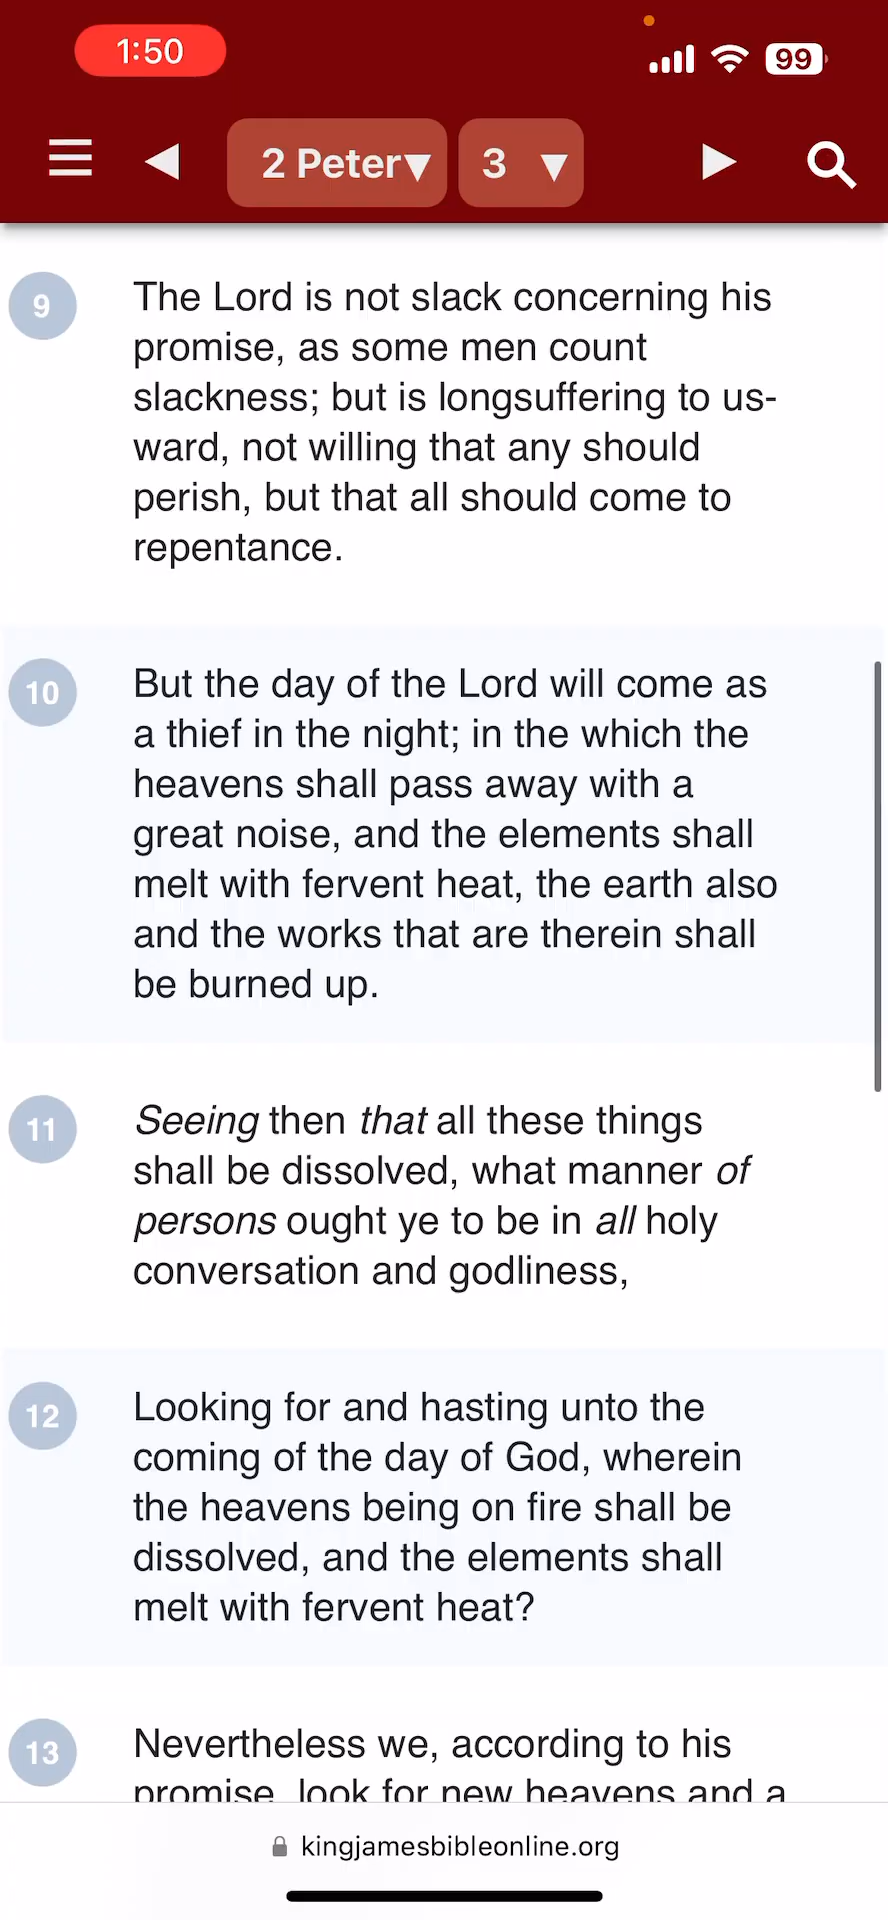 1:50
99
2 Peter▼
3 ▼
9
The Lord is not slack concerning his
promise, as some men count
slackness; but is longsuffering to us-
ward, not willing that any should
perish, but that all should come to
repentance.
10
But the day of the Lord will come as
a thief in the night; in the which the
heavens shall pass away with a
great noise, and the elements shall
melt with fervent heat, the earth also
and the works that are therein shall
be burned up.
11
Seeing then that all these things
shall be dissolved, what manner of
persons ought ye to be in all holy
conversation and godliness,
12
Looking for and hasting unto the
coming of the day of God, wherein
the heavens being on fire shall be
dissolved, and the elements shall
melt with fervent heat?
13
Nevertheless we, according to his
promise, look for new heavens and a
kingjamesbibleonline.org